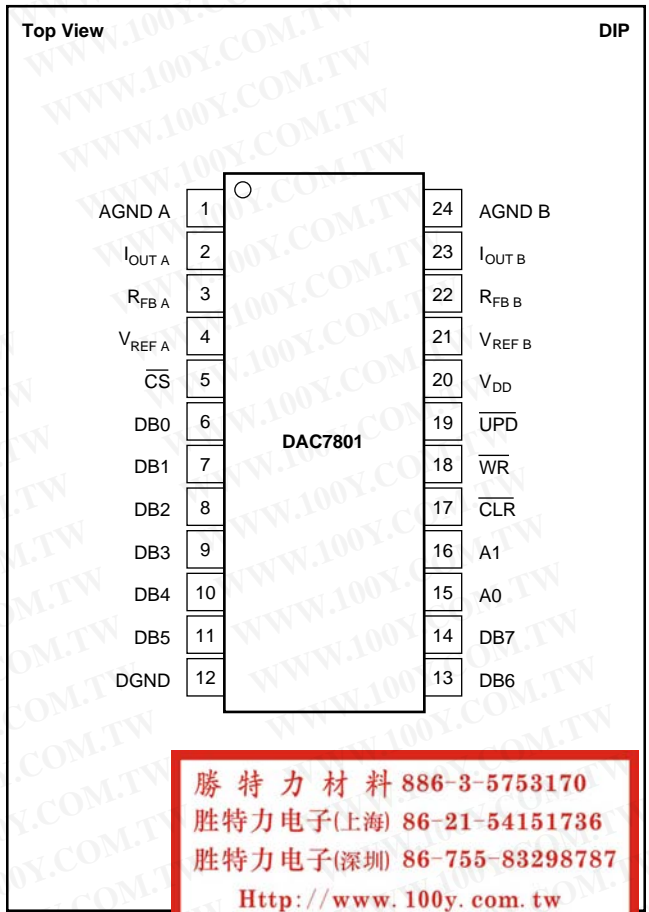 Top View DIP
AGND A 1 24 AGND B
IOUT A 2 23 IOUT B
RFB A 3 22 RFB B
VREF A 4 21 VREF B
CS 5 20 VDD
DB0 6 19 UPD
DB1 7 DAC7801 18 WR
DB2 8 17 CLR
DB3 9 16 A1
DB4 10 15 A0
DB5 11 14 DB7
DGND 12 13 DB6
勝特力材料 886-3-5753170
胜特力电子(上海) 86-21-54151736
胜特力电子(深圳) 86-755-83298787
Http://www.100y.com.tw
WWW.100Y.COM.TW